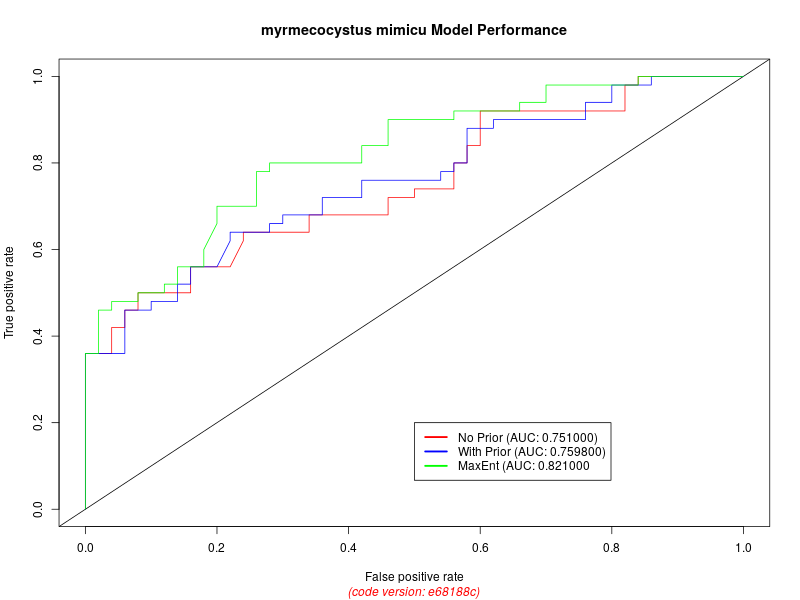 myrmecocystus mimicu Model Performance
True positive rate
1.0
0.8
0.6
0.4
0.2
0.0
No Prior (AUC: 0.751000)
With Prior (AUC: 0.759800)
MaxEnt (AUC: 0.821000
0.0 0.2 0.4 0.6 0.8 1.0
False positive rate
(code version: e68188c)